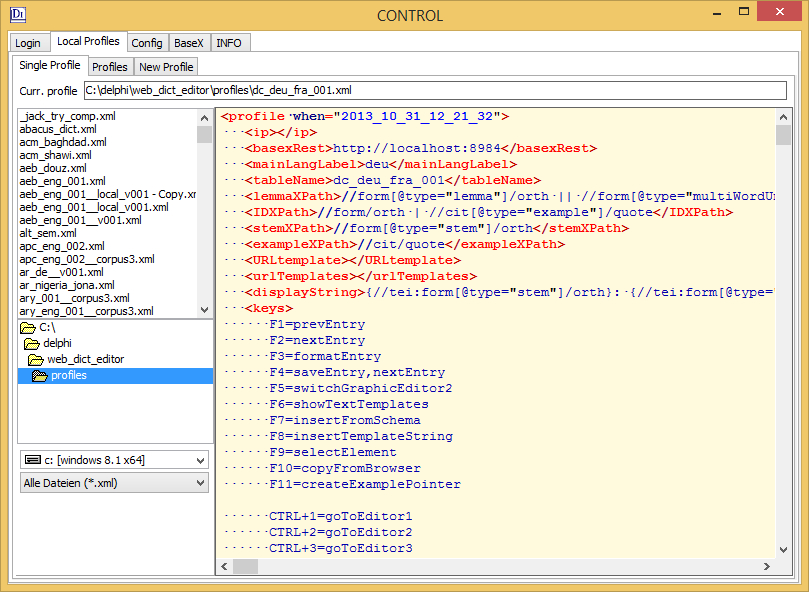 DL
CONTROL
Login Local Profiles Config BaseX INFO
Single Profile Profiles New Profile
Curr. profile C:\delphi\web_dict_editor\profiles\dc_deu_fra_001.xml
_jack_try_comp.xml
abacus_dict.xml
acm_baghdad.xml
acm_shawi.xml
aeb_douz.xml
aeb_eng_001.xml
aeb_eng_001__local_v001 - Copy.xr
aeb_eng_001__local_v001.xml
aeb_eng_001__v001.xml
alt_sem.xml
apc_eng_002.xml
apc_eng_002__corpus3.xml
ar_de__v001.xml
ar_nigeria_jona.xml
ary_001__corpus3.xml
ary_eng_001__corpus3.xml
C:\
delphi
web_dict_editor
profiles
c: [windows 8.1 x64]
Alle Dateien (*.xml)
<profile·when="2013_10_31_12_21_32">
···<ip></ip>
···<basexRest>http://localhost:8984</basexRest>
···<mainLangLabel>deu</mainLangLabel>
···<tableName>dc_deu_fra_001</tableName>
···<lemmaXPath>//form[@type="lemma"]/orth·||·//form[@type="multiWordUn
···<IDXPath>//form/orth·|·//cit[@type="example"]/quote</IDXPath>
···<stemXPath>//form[@type="stem"]/orth</stemXPath>
···<exampleXPath>//cit/quote</exampleXPath>
···<URLtemplate></URLtemplate>
···<urlTemplates></urlTemplates>
···<displayString>{//tei:form[@type="stem"]/orth}:·{//tei:form[@type="
···<keys>
······F1=prevEntry
······F2=nextEntry
······F3=formatEntry
······F4=saveEntry,nextEntry
······F5=switchGraphicEditor2
······F6=showTextTemplates
······F7=insertFromSchema
······F8=insertTemplateString
······F9=selectElement
······F10=copyFromBrowser
······F11=createExamplePointer
······CTRL+1=goToEditor1
······CTRL+2=goToEditor2
······CTRL+3=goToEditor3